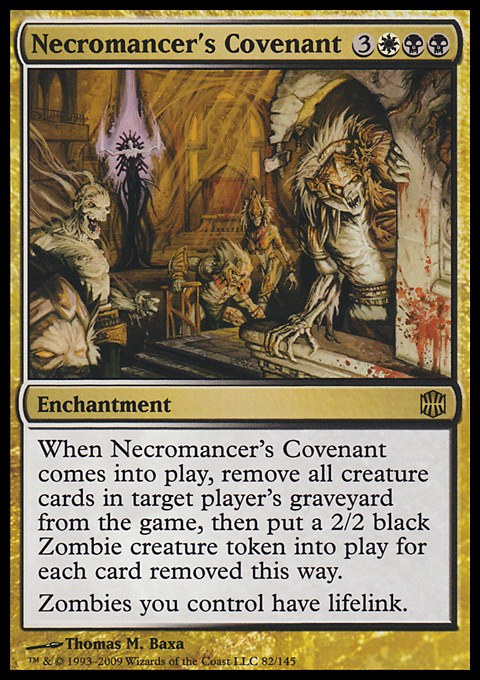 Necromancer's Covenant 3
Enchantment
When Necromancer's Covenant
comes into play, remove all creature
cards in target player's graveyard
from the game, then put a 2/2 black
Zombie creature token into play for
each card removed this way.
Zombies you control have lifelink.
Thomas M. Baxa
™ & © 1993–2009 Wizards of the Coast LLC 82/145